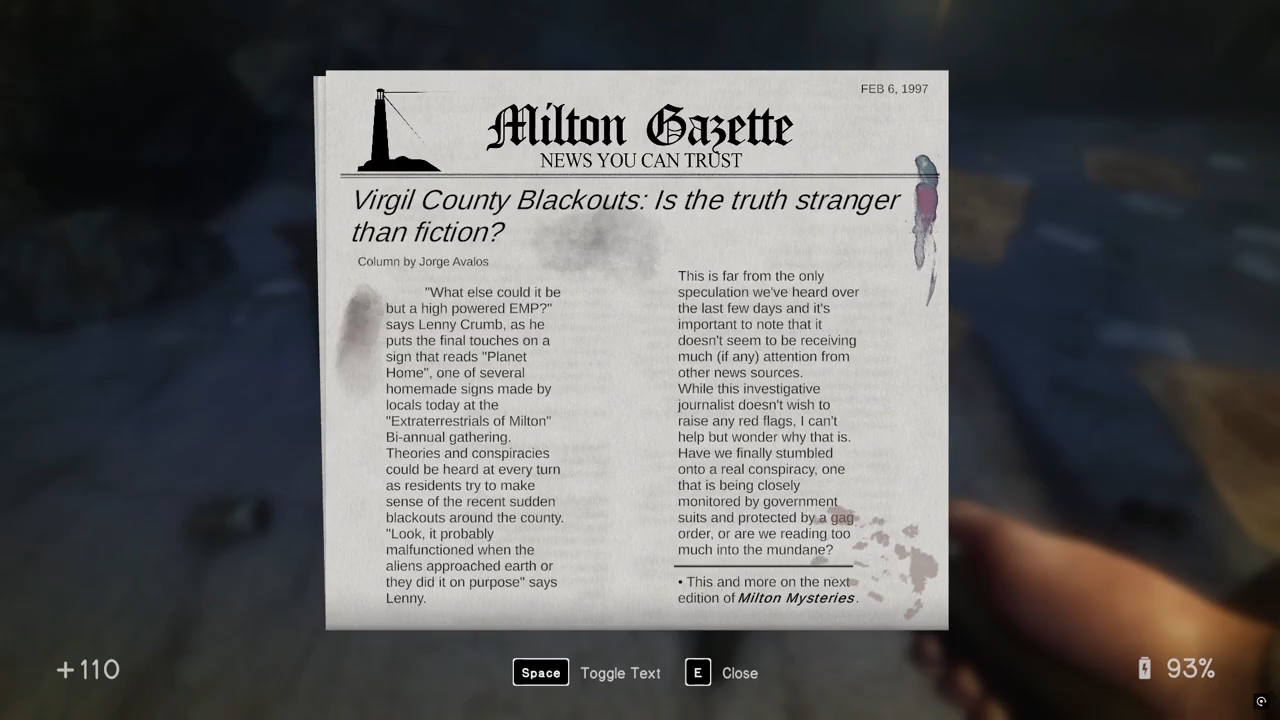 FEB 6, 1997
Milton Gazette
NEWS YOU CAN TRUST
Virgil County Blackouts: Is the truth stranger
than fiction?
Column by Jorge Avalos
"What else could it be
but a high powered EMP?"
says Lenny Crumb, as he
puts the final touches on a
sign that reads "Planet
Home", one of several
homemade signs made by
locals today at the
"Extraterrestrials of Milton"
Bi-annual gathering.
Theories and conspiracies
could be heard at every turn
as residents try to make
sense of the recent sudden
blackouts around the county.
"Look, it probably
malfunctioned when the
aliens approached earth or
they did it on purpose" says
Lenny.
This is far from the only
speculation we've heard over
the last few days and it's
important to note that it
doesn't seem to be receiving
much (if any) attention from
other news sources.
While this investigative
journalist doesn't wish to
raise any red flags, I can't
help but wonder why that is.
Have we finally stumbled
onto a real conspiracy, one
that is being closely
monitored by government
suits and protected by a gag
order, or are we reading too
much into the mundane?
• This and more on the next
edition of Milton Mysteries.
+110
Space Toggle Text E Close
93%